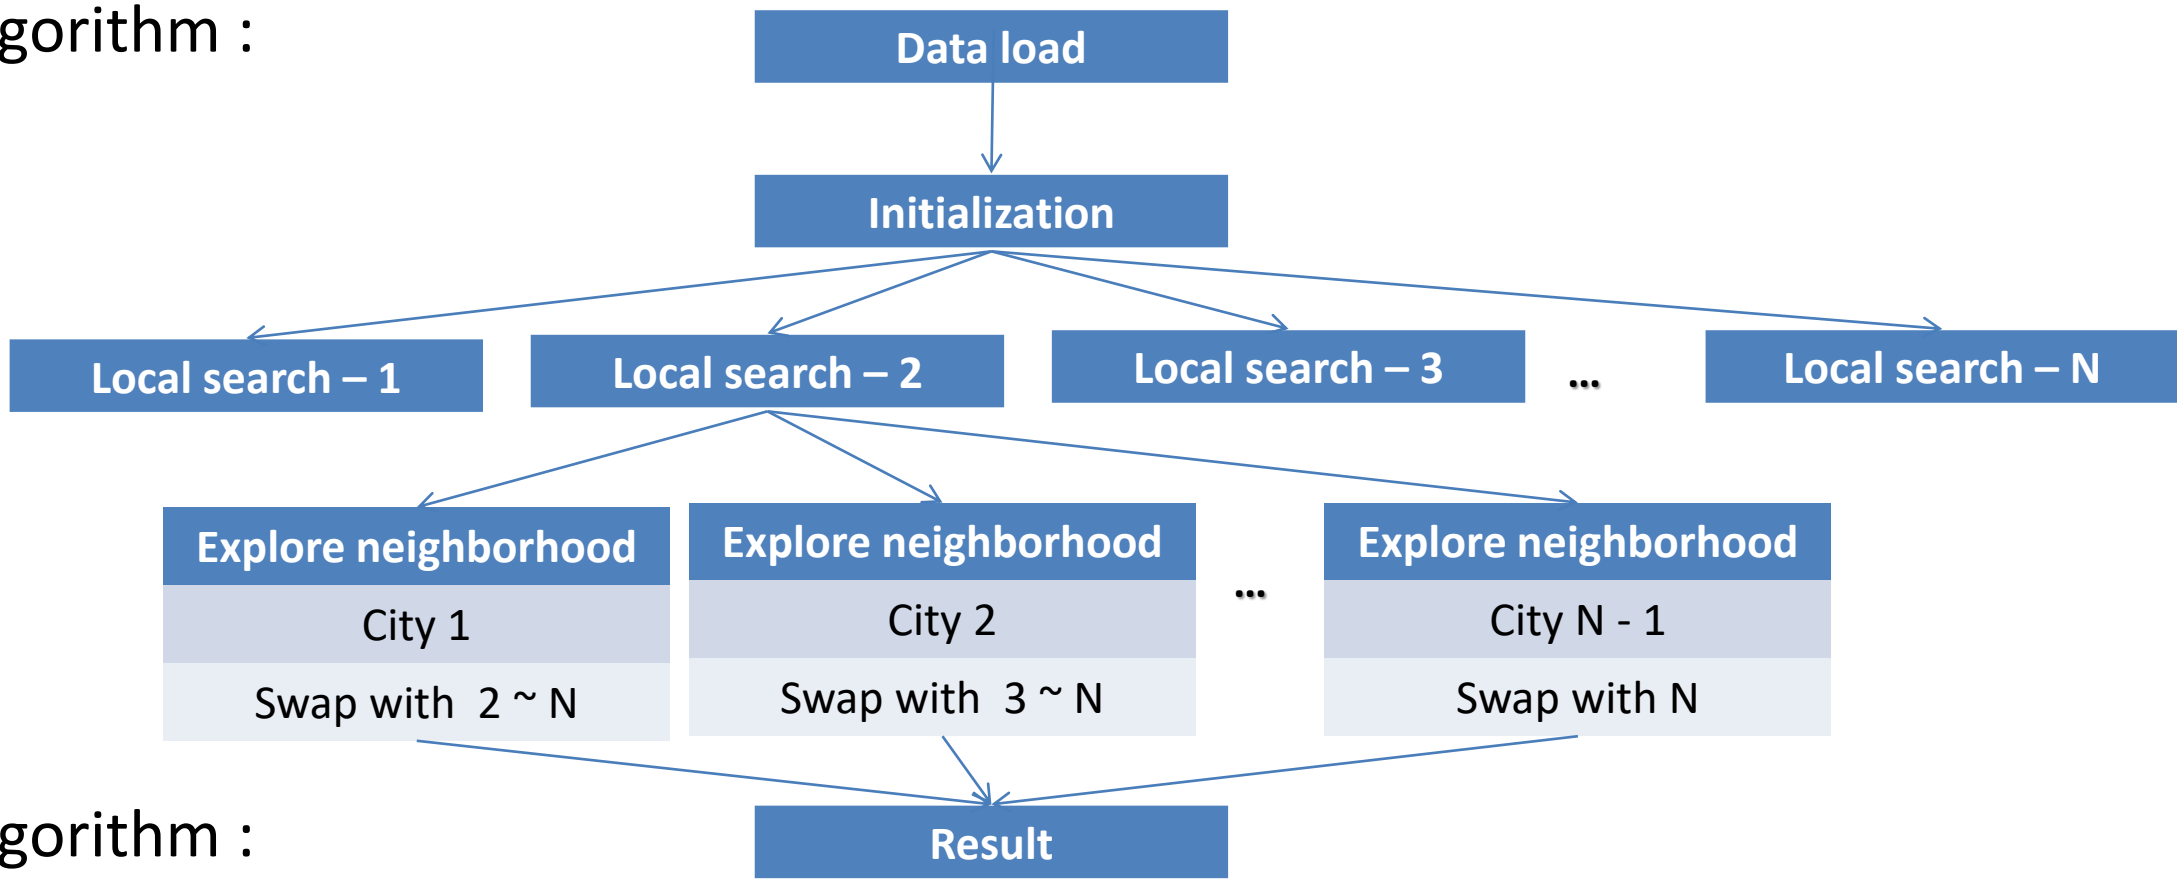 gorithm :
Data load
Initialization
Local search – 1
Local search – 2
Local search – 3
...
Local search – N
Explore neighborhood
City 1
Swap with 2 ~ N
Explore neighborhood
City 2
Swap with 3 ~ N
...
Explore neighborhood
City N - 1
Swap with N
gorithm :
Result